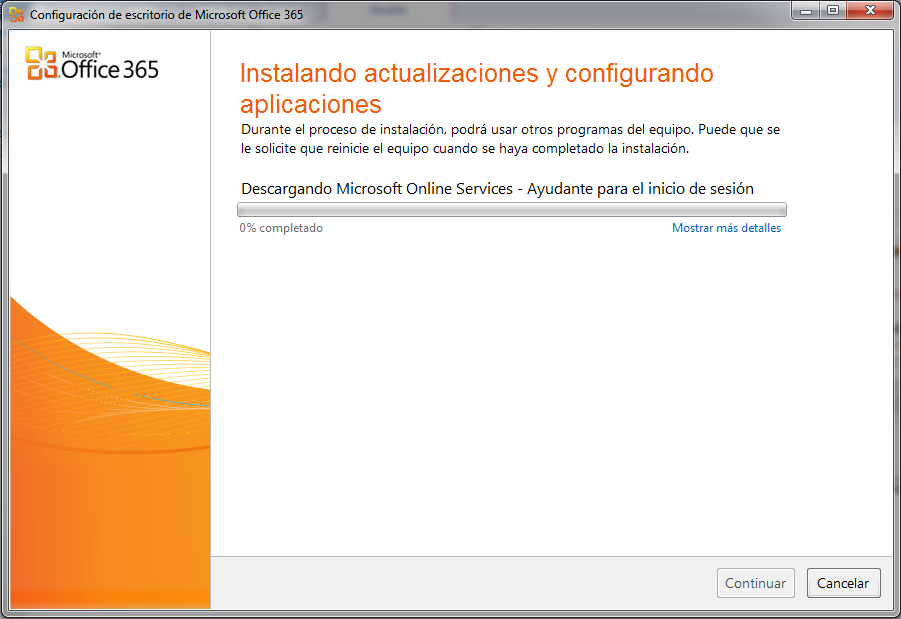 Configuración de escritorio de Microsoft Office 365
Microsoft®
Office 365
Instalando actualizaciones y configurando
aplicaciones
Durante el proceso de instalación, podrá usar otros programas del equipo. Puede que se
le solicite que reinicie el equipo cuando se haya completado la instalación.
Descargando Microsoft Online Services - Ayudante para el inicio de sesión
0% completado
Mostrar más detalles
Continuar
Cancelar